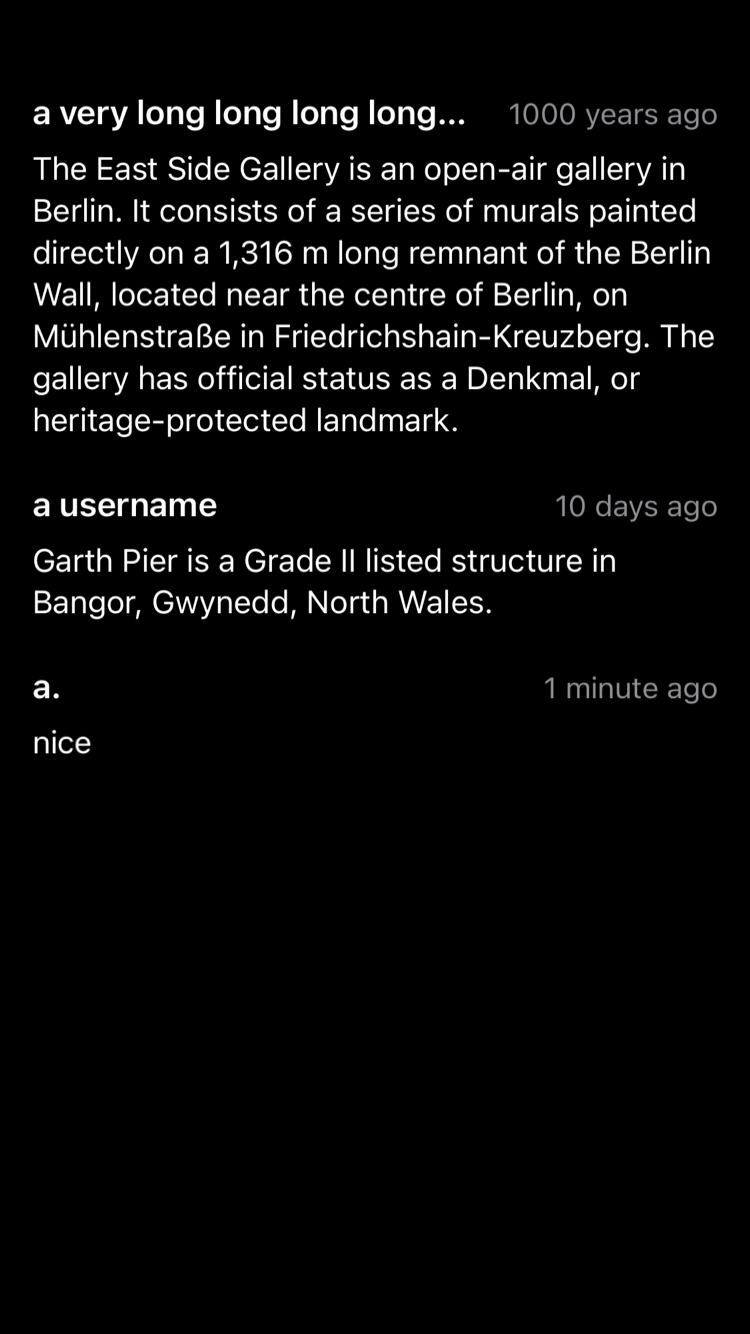 a very long long long long... 1000 years ago
The East Side Gallery is an open-air gallery in
Berlin. It consists of a series of murals painted
directly on a 1,316 m long remnant of the Berlin
Wall, located near the centre of Berlin, on
Mühlenstraße in Friedrichshain-Kreuzberg. The
gallery has official status as a Denkmal, or
heritage-protected landmark.
a username 10 days ago
Garth Pier is a Grade II listed structure in
Bangor, Gwynedd, North Wales.
a. 1 minute ago
nice